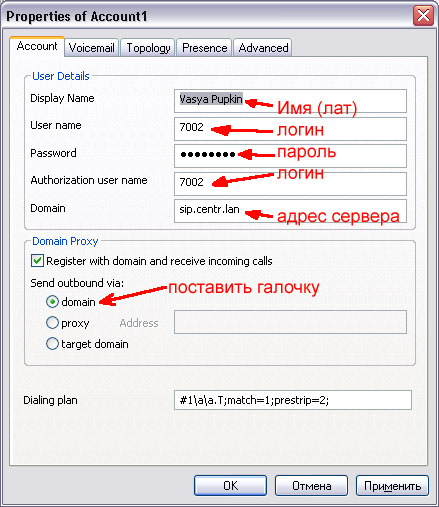 Properties of Account1
Account Voicemail Topology Presence Advanced
User Details
Display Name Vasya Pupkin Имя (лат)
User name 7002 логин
Password ●●●●●●●● пароль
Authorization user name 7002 логин
Domain sip.centr.lan адрес сервера
Domain Proxy
Register with domain and receive incoming calls
Send outbound via:
domain поставить галочку
proxy Address
target domain
Dialing plan #1\a\a.T;match=1;prestrip=2;
OK Отмена Применить